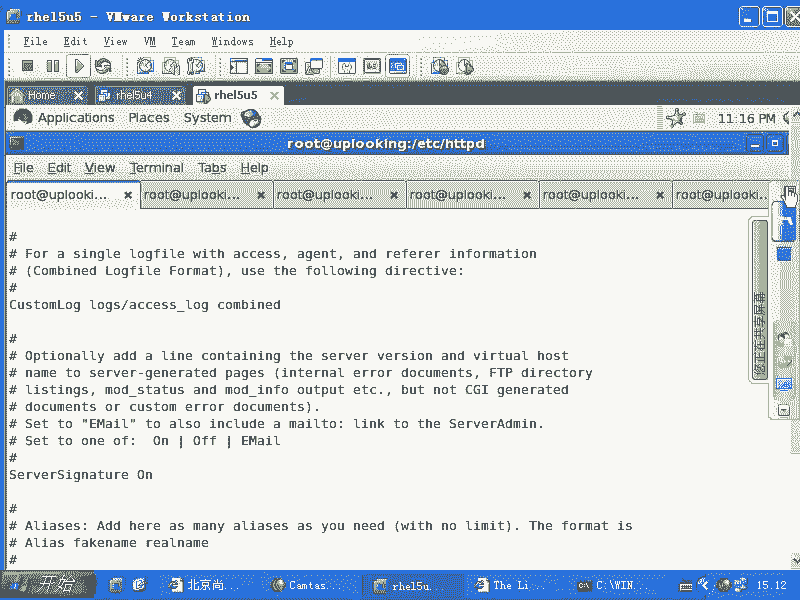 rhel5u5 - VMware Workstation
File Edit View VM Team Windows Help
Home rhel5u4 rhel5u5
Applications Places System 11:16 PM
root@uplooking:/etc/httpd
File Edit View Terminal Tabs Help
root@uplooki... root@uplooki... root@uplooki... root@uplooki... root@uplooki... root@uplooki..
#
# For a single logfile with access, agent, and referer information
# (Combined Logfile Format), use the following directive:
#
CustomLog logs/access_log combined
#
# Optionally add a line containing the server version and virtual host
# name to server-generated pages (internal error documents, FTP directory
# listings, mod_status and mod_info output etc., but not CGI generated
# documents or custom error documents).
# Set to "EMail" to also include a mailto: link to the ServerAdmin.
# Set to one of:  On | Off | EMail
#
ServerSignature On
#
# Aliases: Add here as many aliases as you need (with no limit). The format is
# Alias fakename realname
#
您正在共享屏幕
开始 北京尚... Camtas... rhel5u... The Li... C:\WIN... 15.12